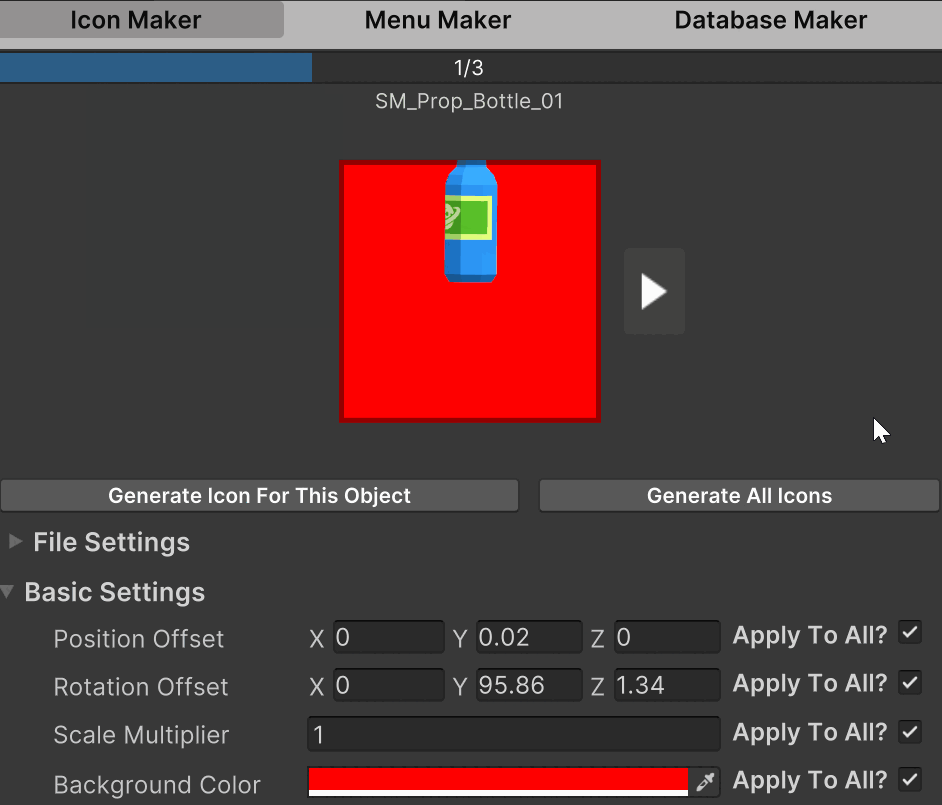 Icon Maker Menu Maker Database Maker
1/3
SM_Prop_Bottle_01
Generate Icon For This Object Generate All Icons
File Settings
Basic Settings
Position Offset X 0 Y 0.02 Z 0 Apply To All?
Rotation Offset X 0 Y 95.86 Z 1.34 Apply To All?
Scale Multiplier 1 Apply To All?
Background Color Apply To All?